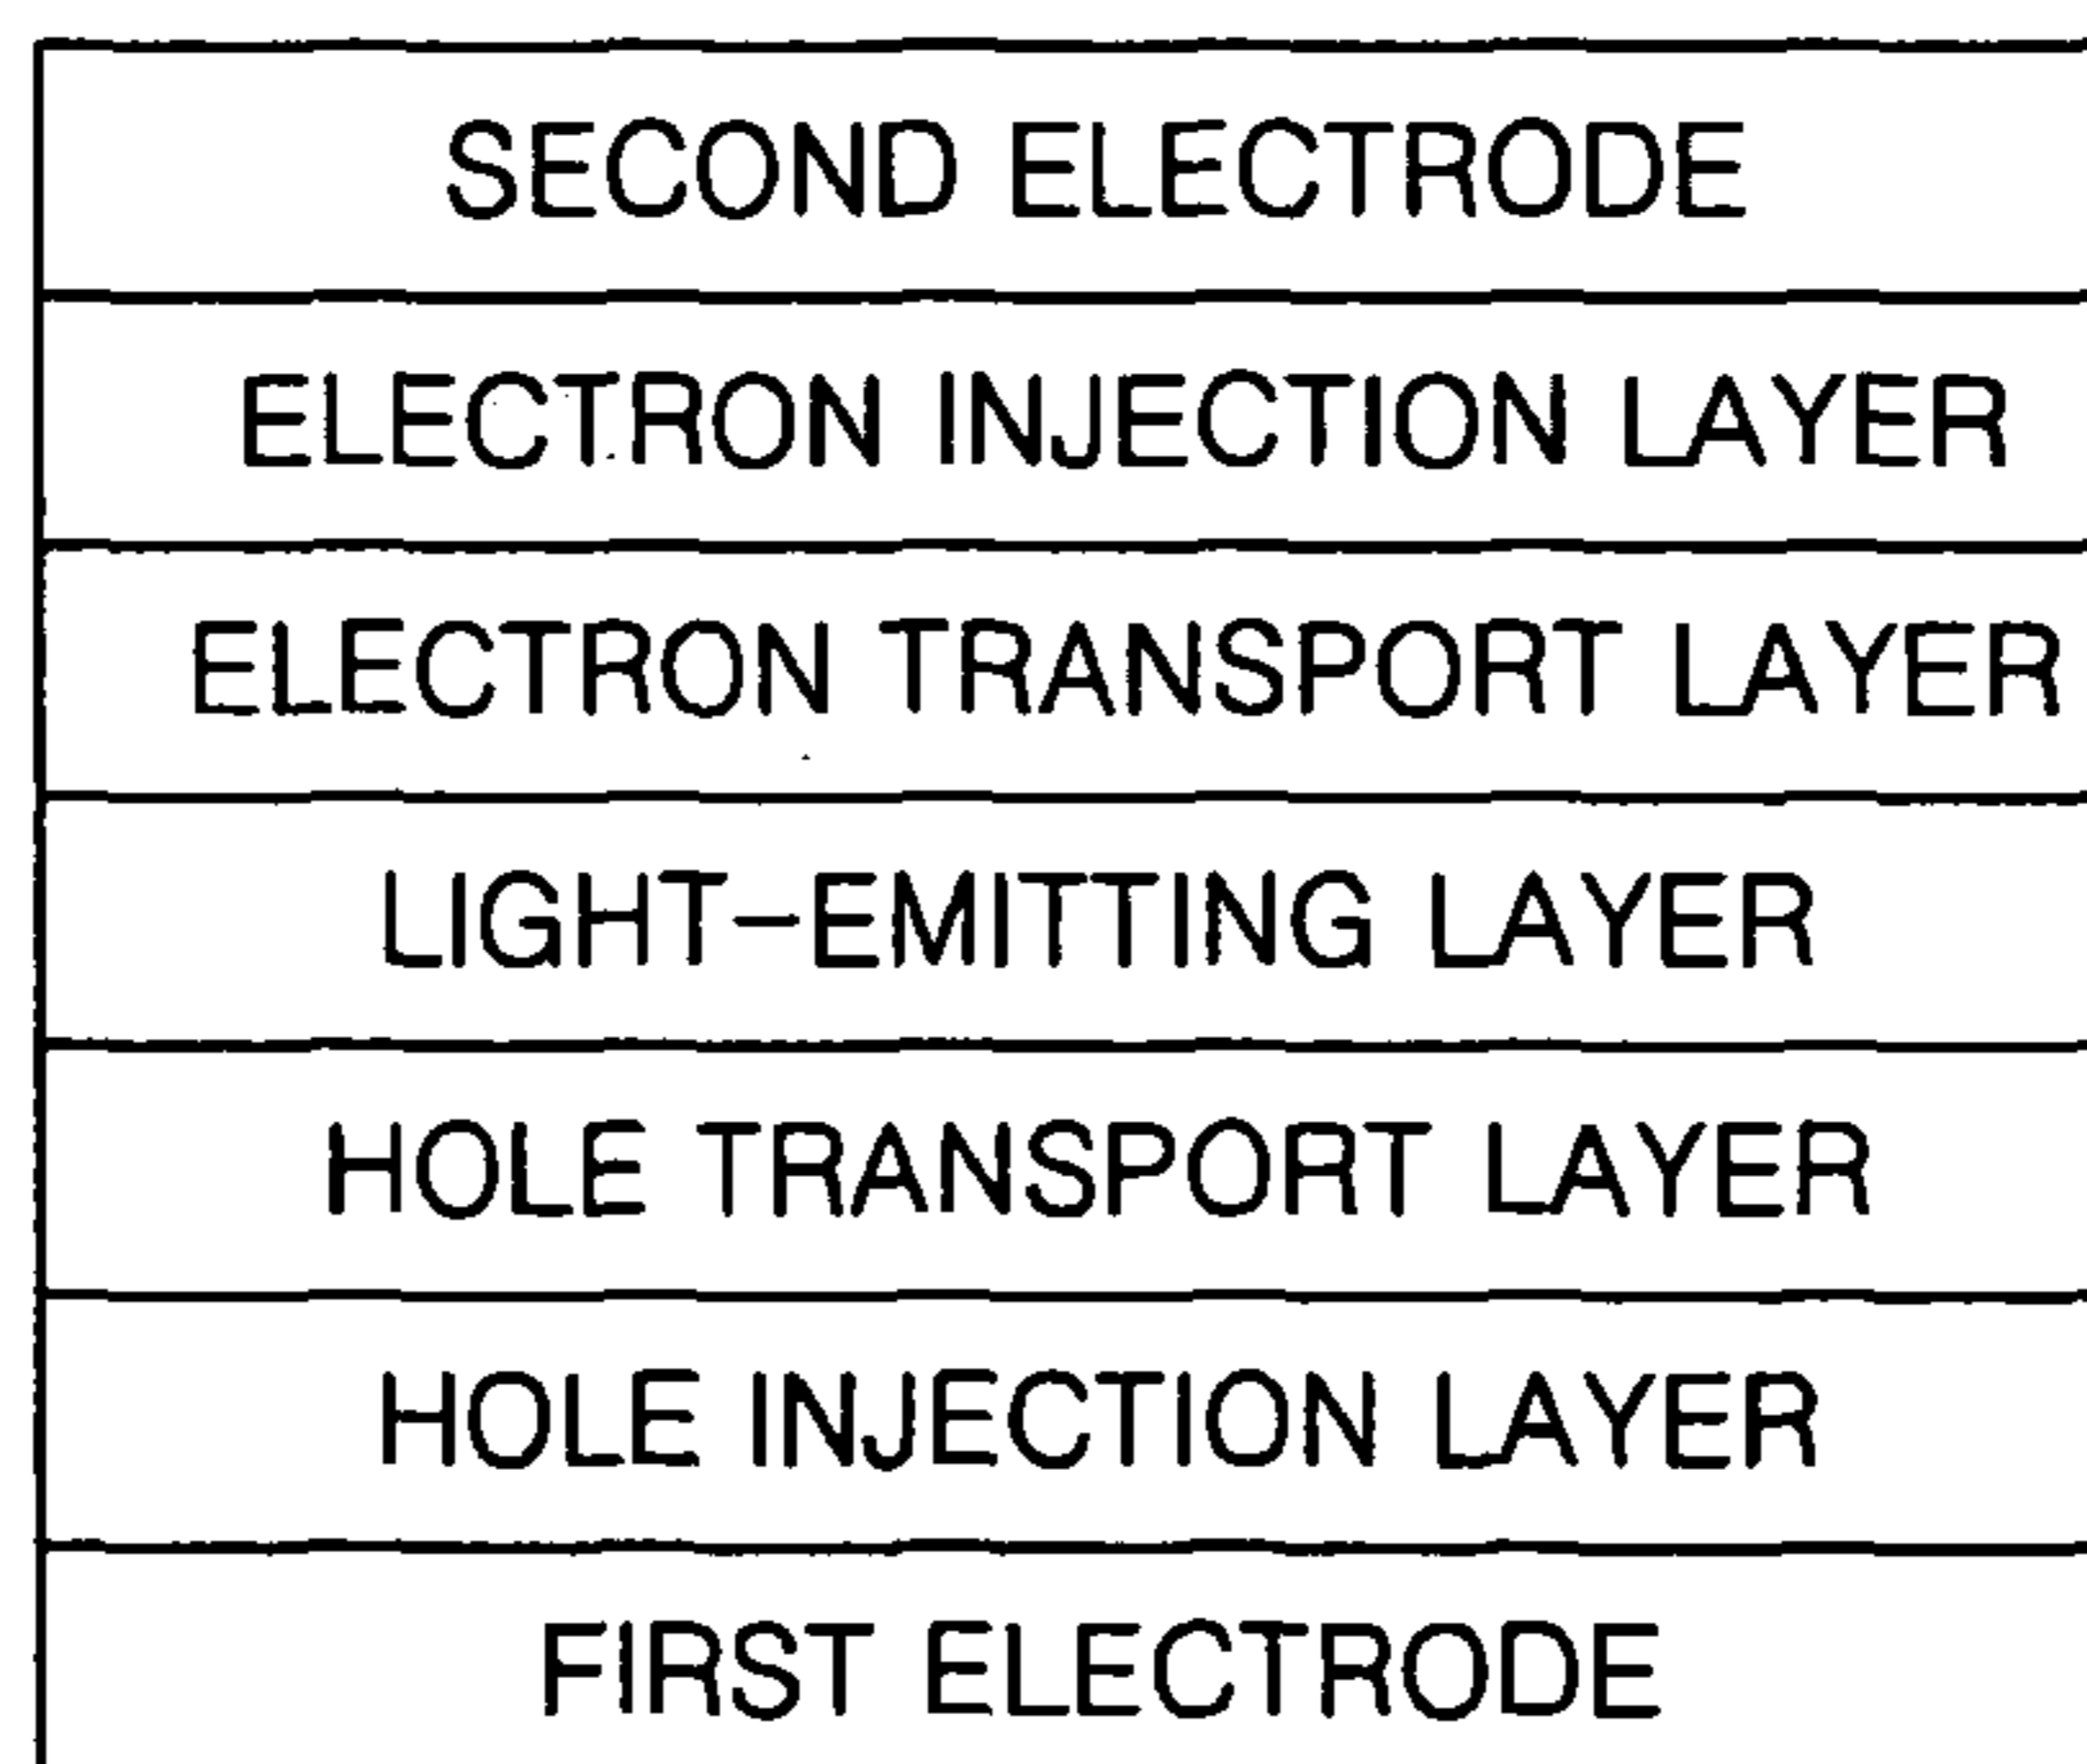 SECOND ELECTRODE
ELECTRON INJECTION LAYER
ELECTRON TRANSPORT LAYER
LIGHT-EMITTING LAYER
HOLE TRANSPORT LAYER
HOLE INJECTION LAYER
FIRST ELECTRODE